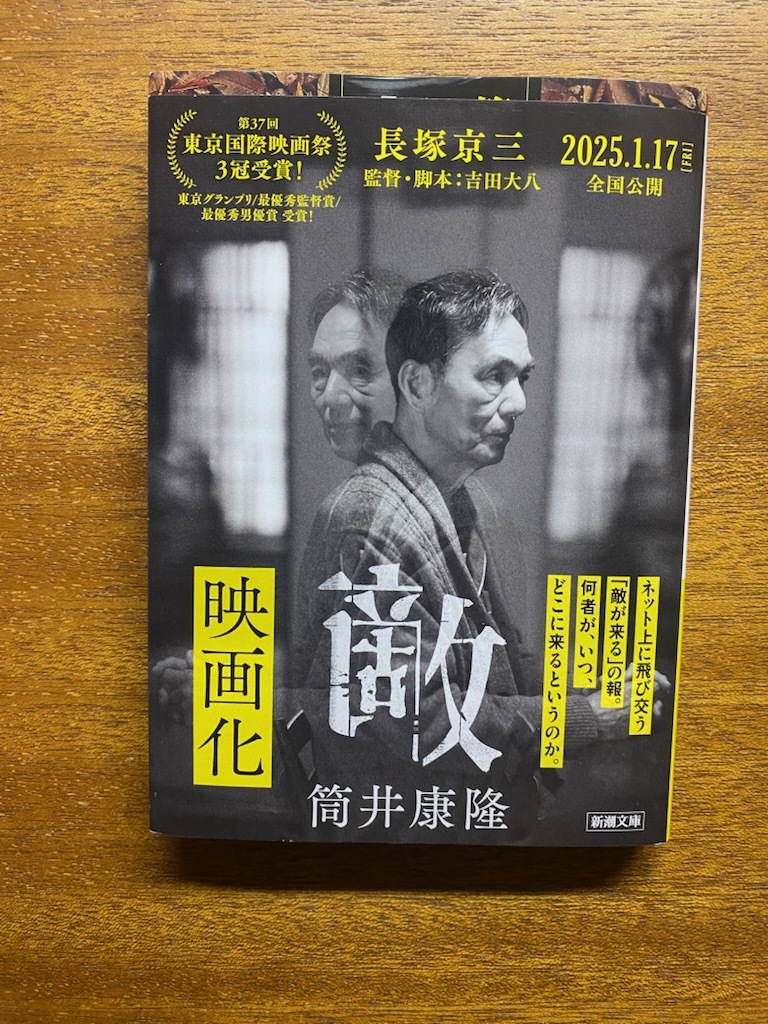 第37回
東京国際映画祭
3冠受賞!
東京グランプリ/最優秀監督賞/
最優秀男優賞 受賞!
長塚京三
監督・脚本:吉田大八
2025.1.17[FRI]
全国公開
ネット上に飛び交う
「敵が来る」の報。
何者が、いつ、
どこに来るというのか。
映画化
敵
筒井康隆
新潮文庫